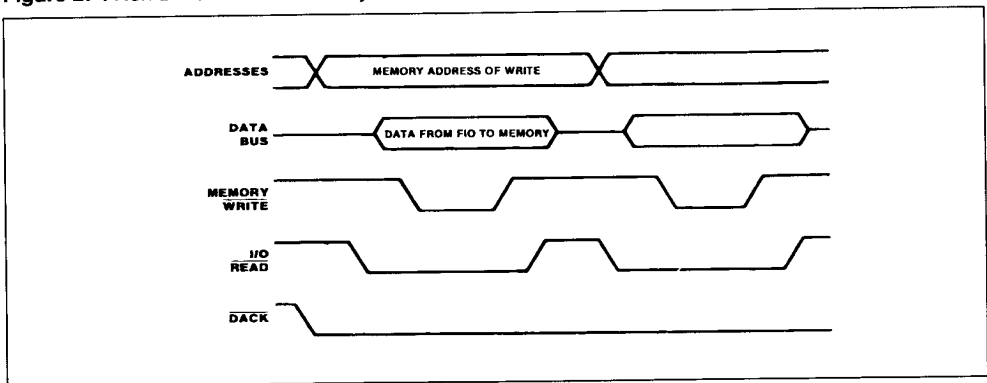 ADDRESSES
MEMORY ADDRESS OF WRITE
DATA
BUS
DATA FROM FIO TO MEMORY
MEMORY
WRITE
I/O
READ
DACK